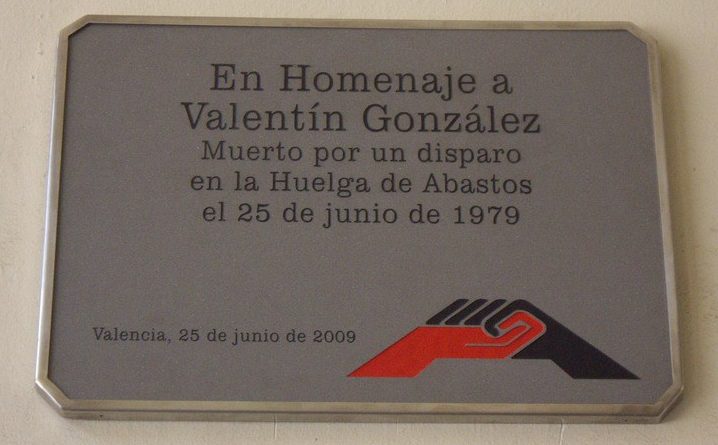 En Homenaje a
Valentín González
Muerto por un disparo
en la Huelga de Abastos
el 25 de junio de 1979
Valencia, 25 de junio de 2009